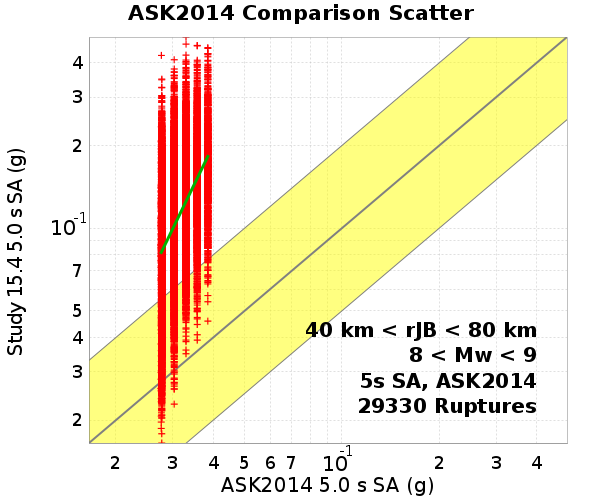 ASK2014 Comparison Scatter
Study 15.4 5.0 s SA (g)
4
3
2
10-1
7
5
4
3
2
40 km < rJB < 80 km
8 < Mw < 9
5s SA, ASK2014
29330 Ruptures
2 3 4 5 6 7 10-1 2 3 4
ASK2014 5.0 s SA (g)